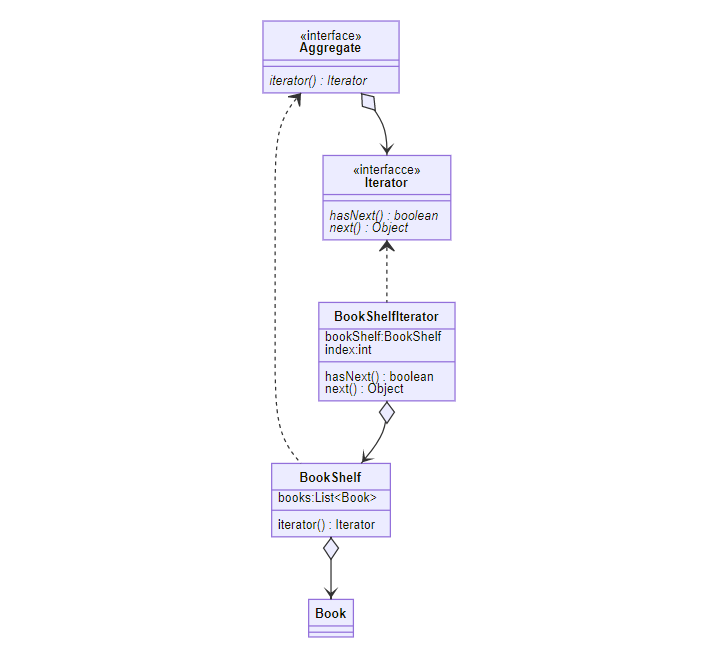 «interface»
Aggregate
iterator() : Iterator
«interfacce»
Iterator
hasNext() : boolean
next() : Object
BookShelfIterator
bookShelf:BookShelf
index:int
hasNext() : boolean
next() : Object
BookShelf
books:List<Book>
iterator() : Iterator
Book